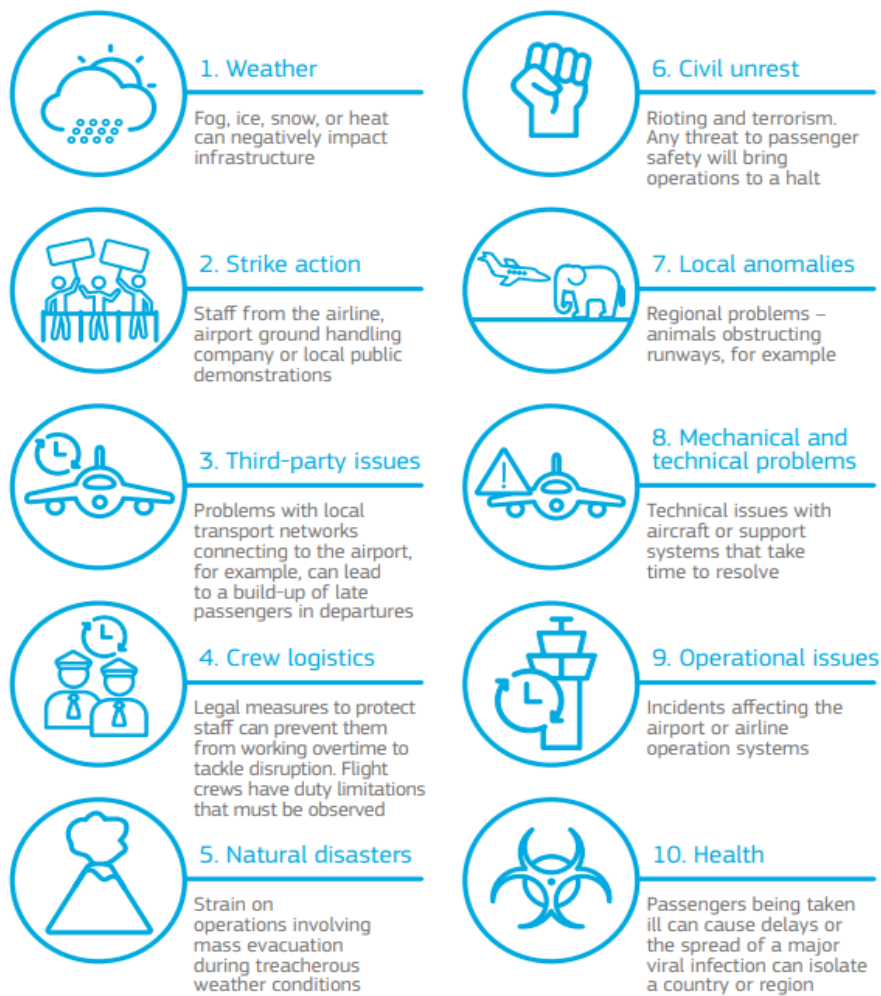 1. Weather
Fog, ice, snow, or heat
can negatively impact
infrastructure
2. Strike action
Staff from the airline,
airport ground handling
company or local public
demonstrations
3. Third-party issues
Problems with local
transport networks
connecting to the airport,
for example, can lead
to a build-up of late
passengers in departures
4. Crew logistics
Legal measures to protect
staff can prevent them
from working overtime to
tackle disruption. Flight
crews have duty limitations
that must be observed
5. Natural disasters
Strain on
operations involving
mass evacuation
during treacherous
weather conditions
6. Civil unrest
Rioting and terrorism.
Any threat to passenger
safety will bring
operations to a halt
7. Local anomalies
Regional problems –
animals obstructing
runways, for example
8. Mechanical and
technical problems
Technical issues with
aircraft or support
systems that take
time to resolve
9. Operational issues
Incidents affecting the
airport or airline
operation systems
10. Health
Passengers being taken
ill can cause delays or
the spread of a major
viral infection can isolate
a country or region